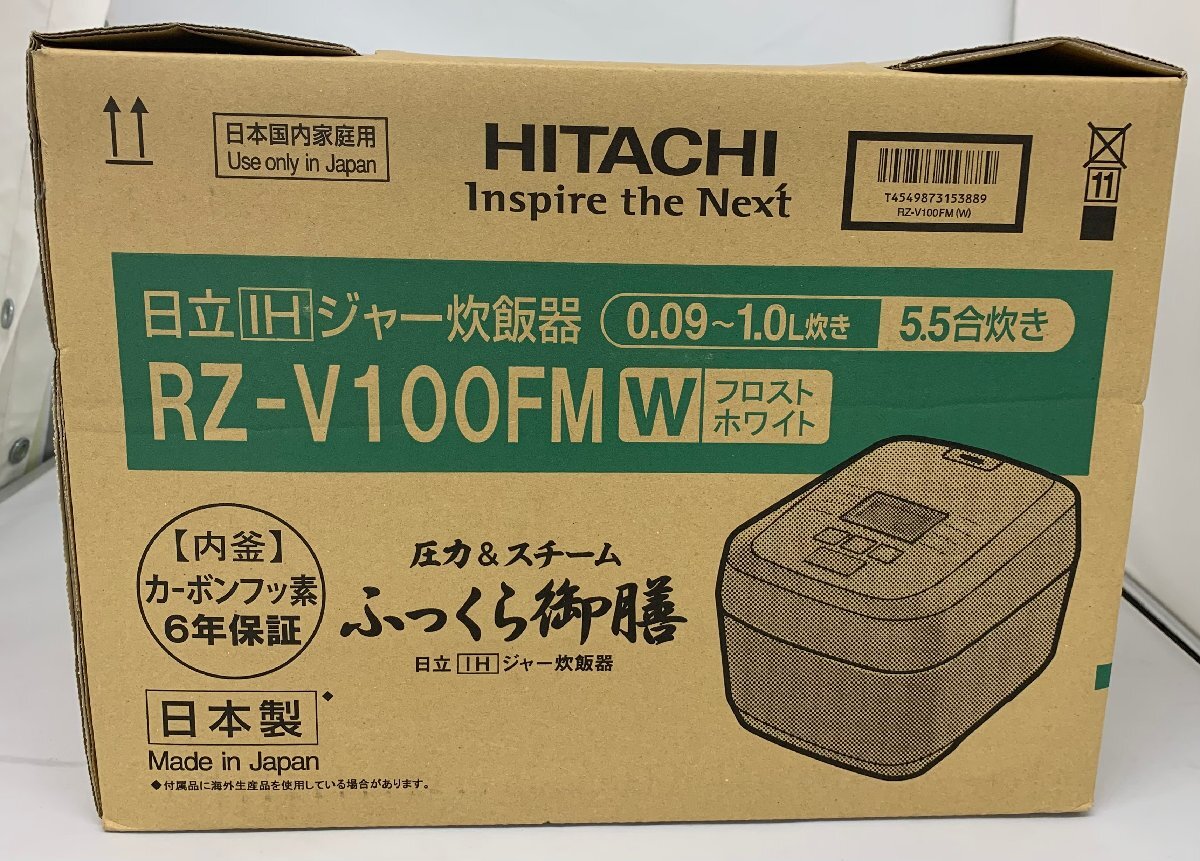 日本国内家庭用
Use only in Japan
HITACHI
Inspire the Next
T4549873153889
RZ-V100FM(W)
11
日立IHジャー炊飯器
0.09～1.0L炊き 5.5合炊き
RZ-V100FM W フロスト
ホワイト
【内釜】
カーボンフッ素
6年保証
圧力&スチーム
ふっくら御膳
日立IHジャー炊飯器
日本製◆
Made in Japan
◆付属品に海外生産品を使用している場合があります。